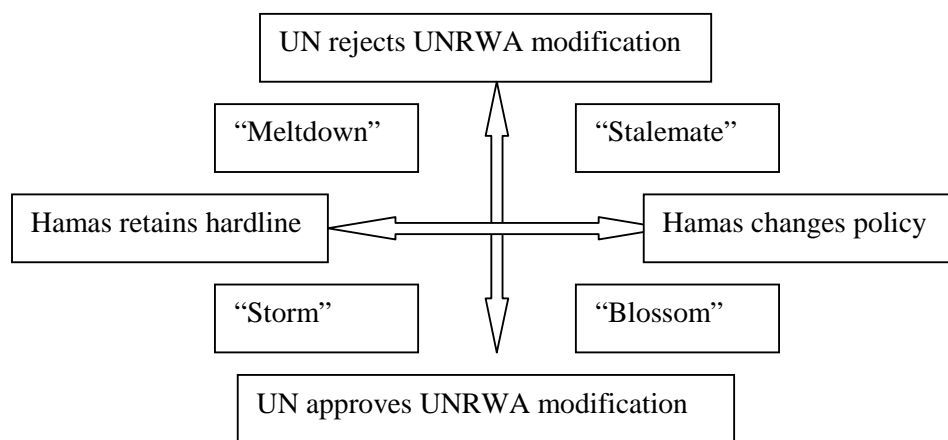 UN rejects UNRWA modification
“Meltdown”
“Stalemate”
Hamas retains hardline
Hamas changes policy
“Storm”
“Blossom”
UN approves UNRWA modification